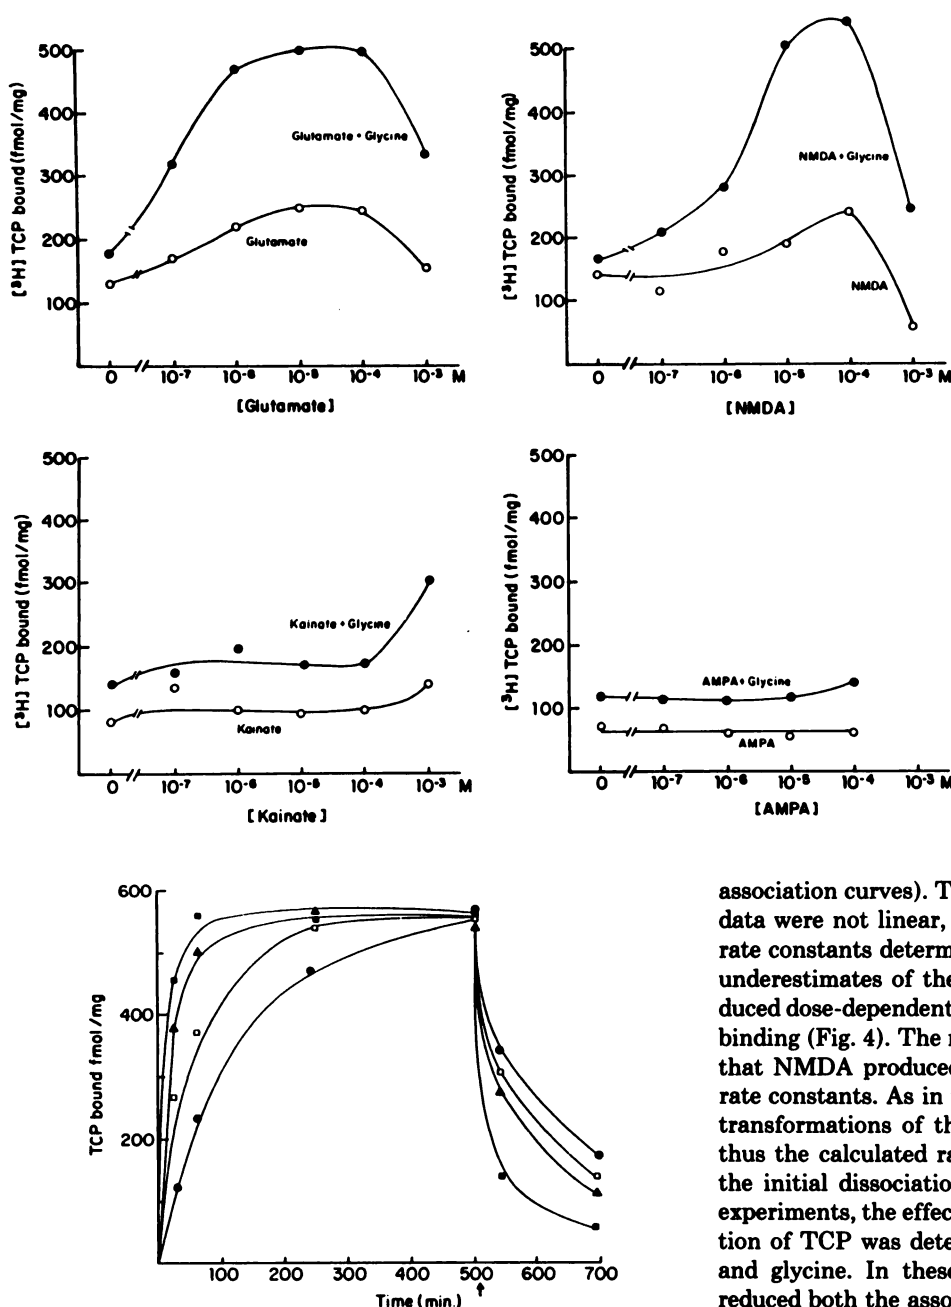 [³H] TCP bound (fmol/mg)
500
400
300
200
100
Glutamate + Glycine
Glutamate
0 10⁻⁷ 10⁻⁶ 10⁻⁵ 10⁻⁴ 10⁻³ M
[Glutamate]
[³H] TCP bound (fmol/mg)
500
400
300
200
100
NMDA + Glycine
NMDA
0 10⁻⁷ 10⁻⁶ 10⁻⁵ 10⁻⁴ 10⁻³ M
[NMDA]
[³H] TCP bound (fmol/mg)
500
400
300
200
100
Kainate + Glycine
Kainate
0 10⁻⁷ 10⁻⁶ 10⁻⁵ 10⁻⁴ 10⁻³ M
[Kainate]
[³H] TCP bound (fmol/mg)
500
400
300
200
100
AMPA + Glycine
AMPA
0 10⁻⁷ 10⁻⁶ 10⁻⁵ 10⁻⁴ 10⁻³ M
[AMPA]
TCP bound fmol/mg
600
400
200
100 200 300 400 500 600 700
Time (min.)
association curves). T
data were not linear,
rate constants determ
underestimates of the
duced dose-dependent
binding (Fig. 4). The
that NMDA produced
rate constants. As in
transformations of th
thus the calculated ra
the initial dissociation
experiments, the effec
tion of TCP was dete
and glycine. In these
reduced both the asso